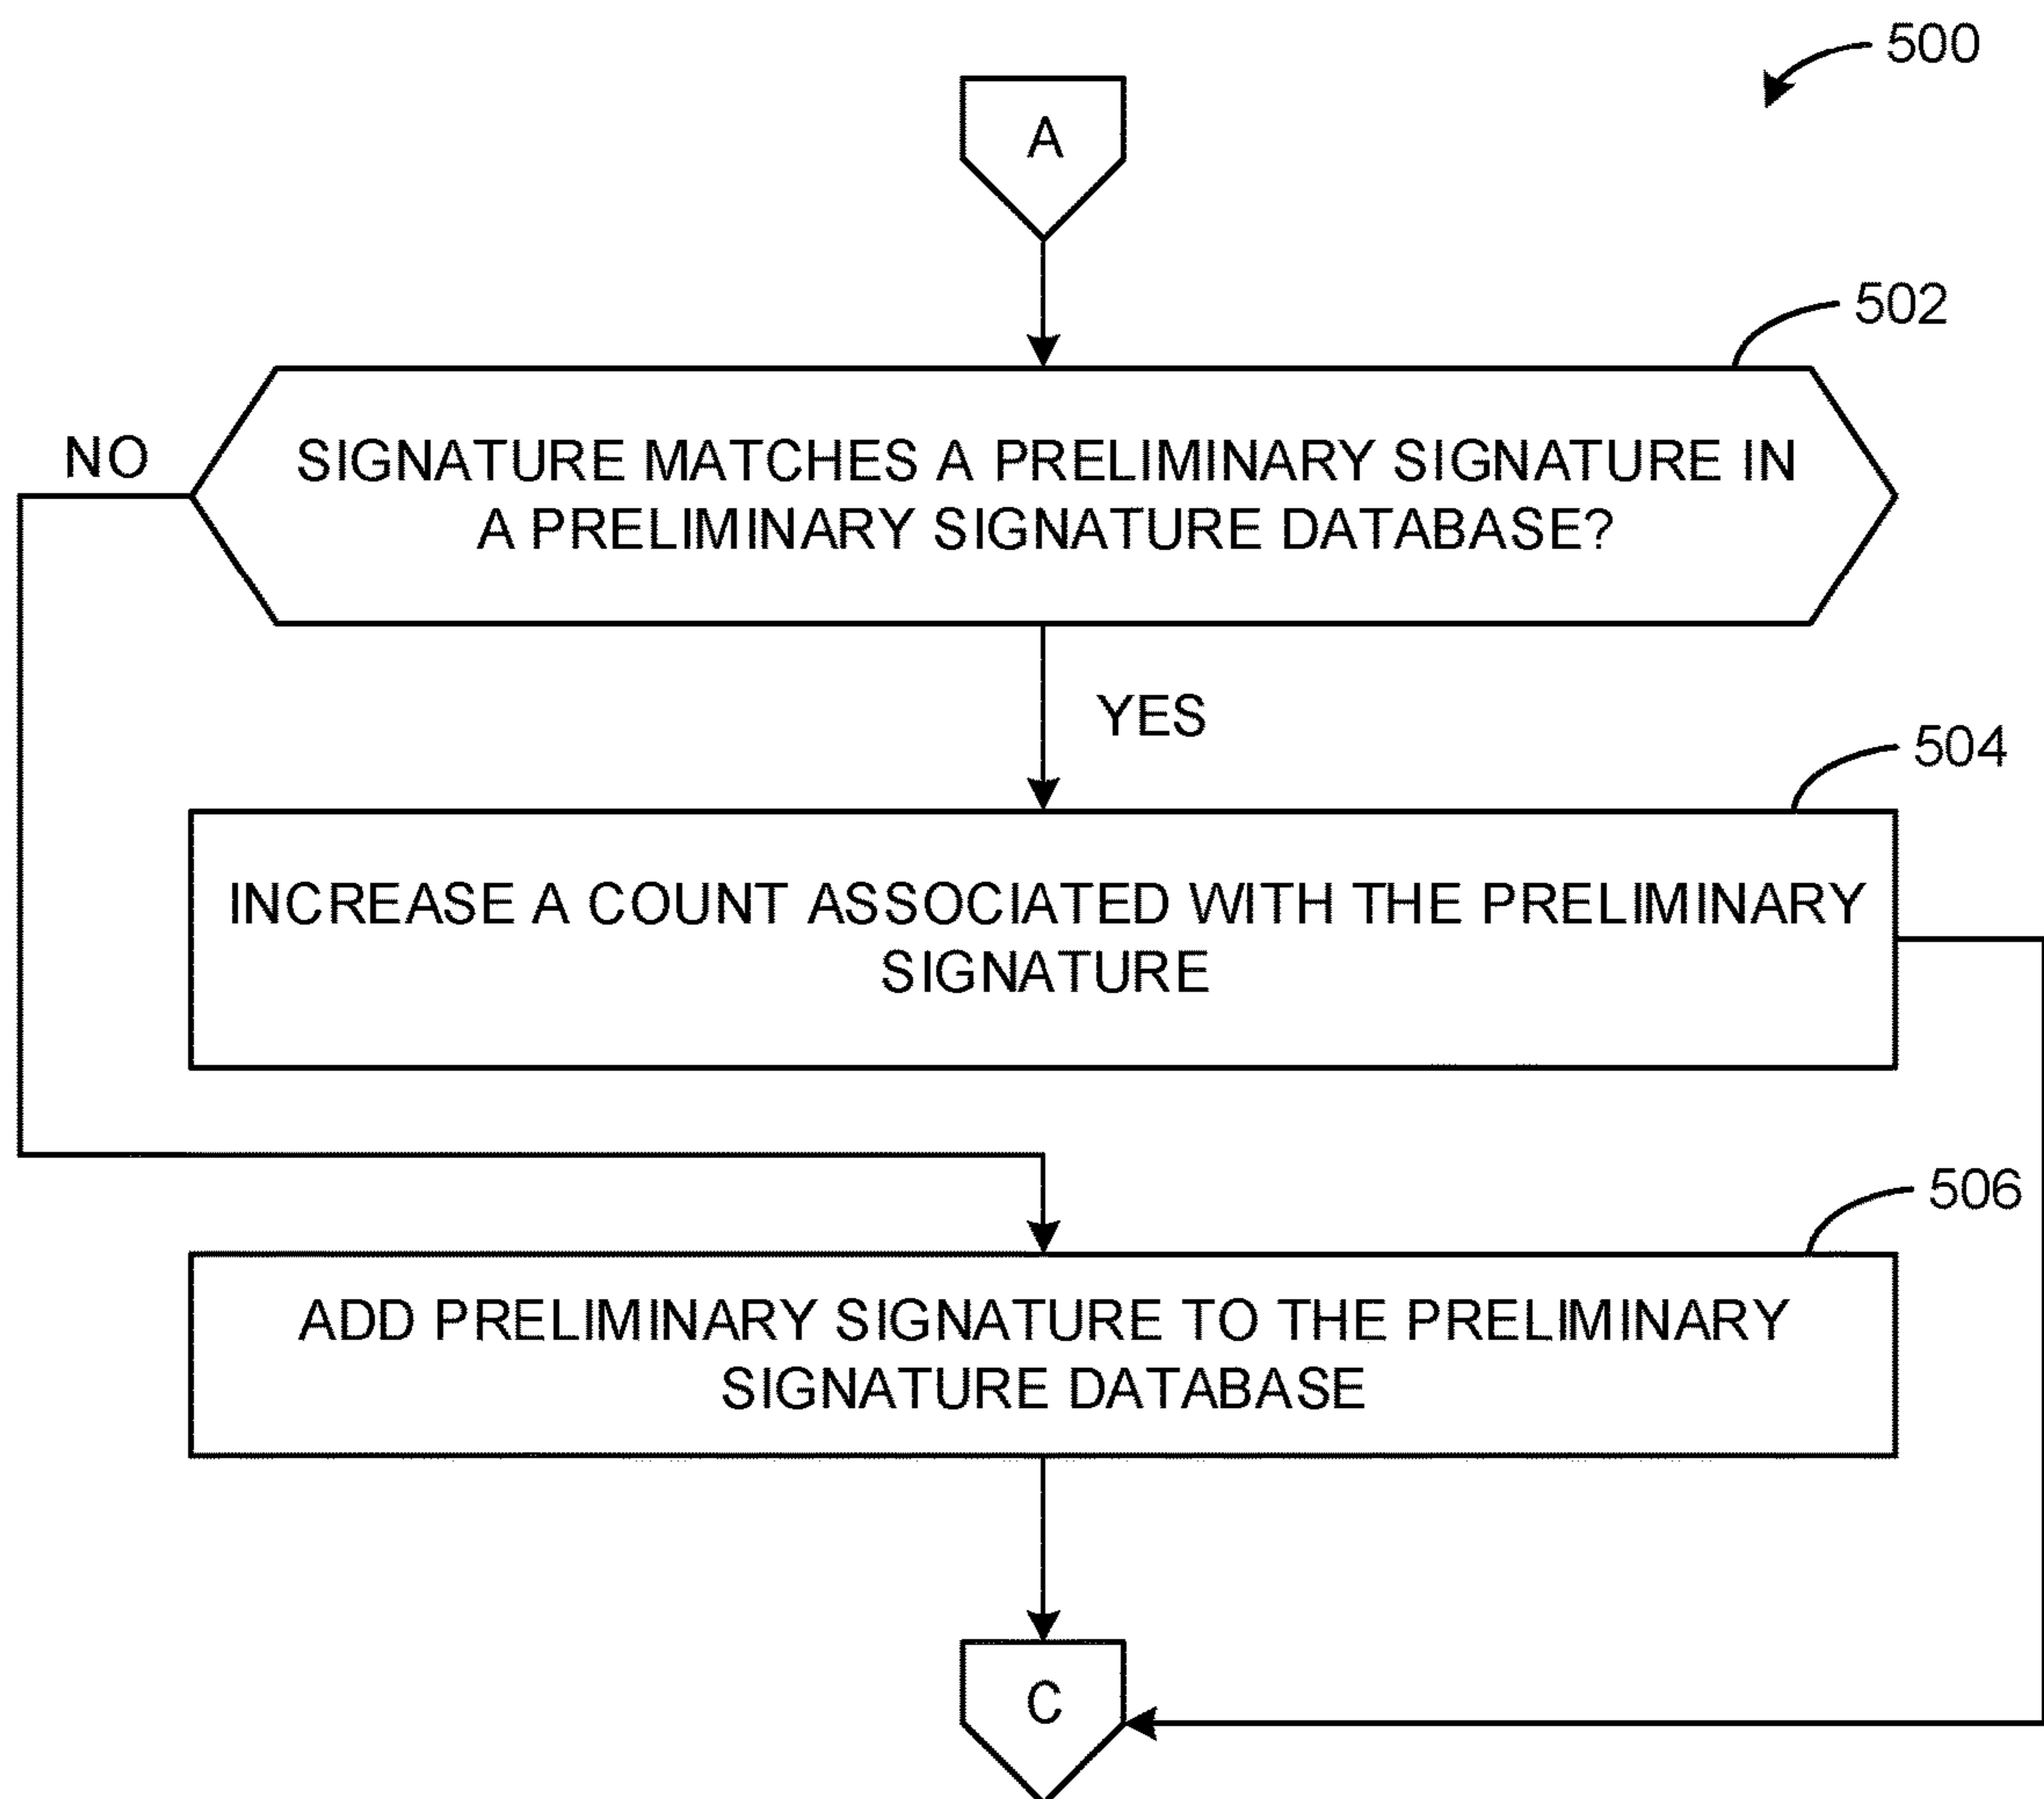 500
A
502
NO
SIGNATURE MATCHES A PRELIMINARY SIGNATURE IN
A PRELIMINARY SIGNATURE DATABASE?
YES
504
INCREASE A COUNT ASSOCIATED WITH THE PRELIMINARY
SIGNATURE
506
ADD PRELIMINARY SIGNATURE TO THE PRELIMINARY
SIGNATURE DATABASE
C